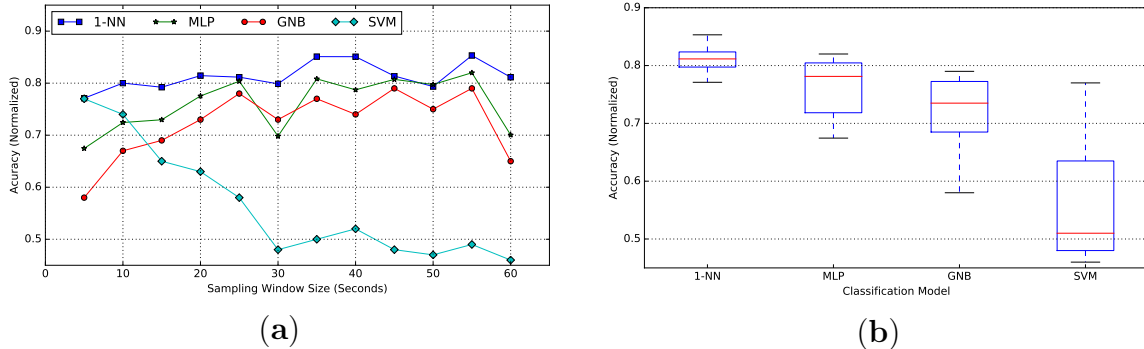 1-NN MLP GNB SVM
0.9
0.8
0.7
0.6
0.5
Acuracy (Normalized)
0 10 20 30 40 50 60
Sampling Window Size (Seconds)
(a)
0.9
0.8
0.7
0.6
0.5
Accuracy (Normalized)
1-NN MLP GNB SVM
Classification Model
(b)